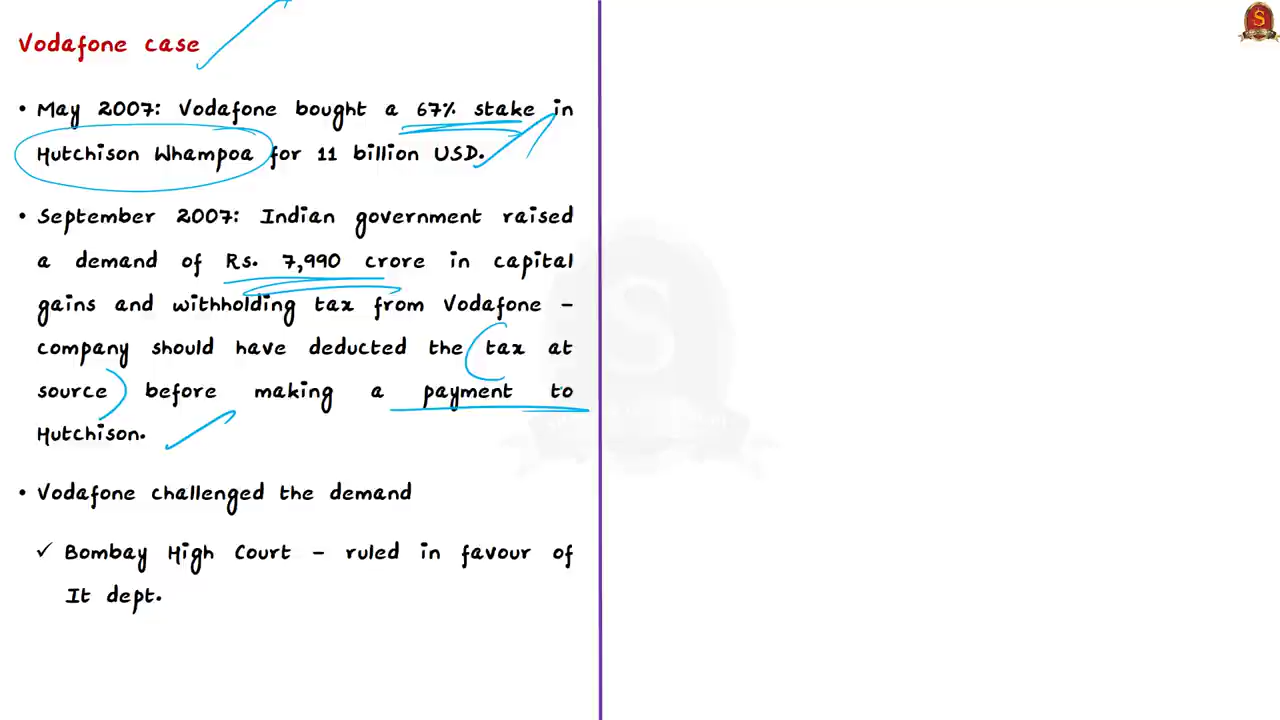 Vodafone case
• May 2007: Vodafone bought a 67% stake in
Hutchison Whampoa for 11 billion USD.
• September 2007: Indian government raised
a demand of Rs. 7,990 crore in capital
gains and withholding tax from Vodafone –
company should have deducted the tax at
source before making a payment to
Hutchison.
• Vodafone challenged the demand
✓ Bombay High Court – ruled in favour of
It dept.
S
S